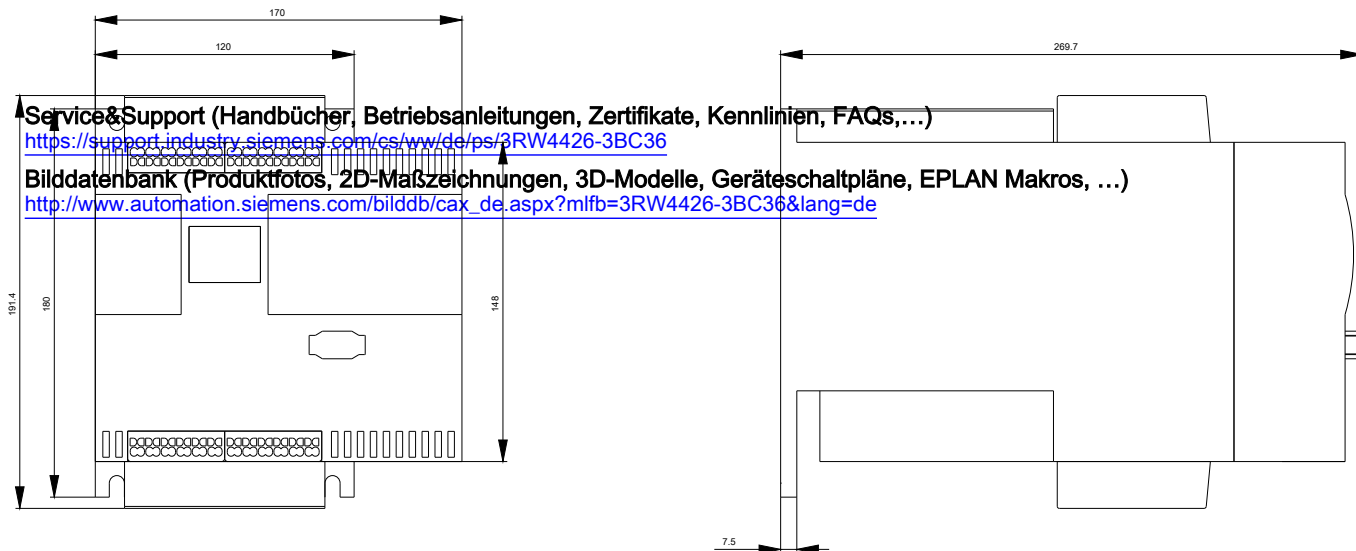 170
120
269.7
Service&Support (Handbücher, Betriebsanleitungen, Zertifikate, Kennlinien, FAQs,...)
https://support.industry.siemens.com/cs/ww/de/ps/3RW4426-3BC36
Bilddatenbank (Produktfotos, 2D-Maßzeichnungen, 3D-Modelle, Geräteschaltpläne, EPLAN Makros, ...)
http://www.automation.siemens.com/bilddb/cax_de.aspx?mlfb=3RW4426-3BC36&lang=de
191.4
180
148
7.5